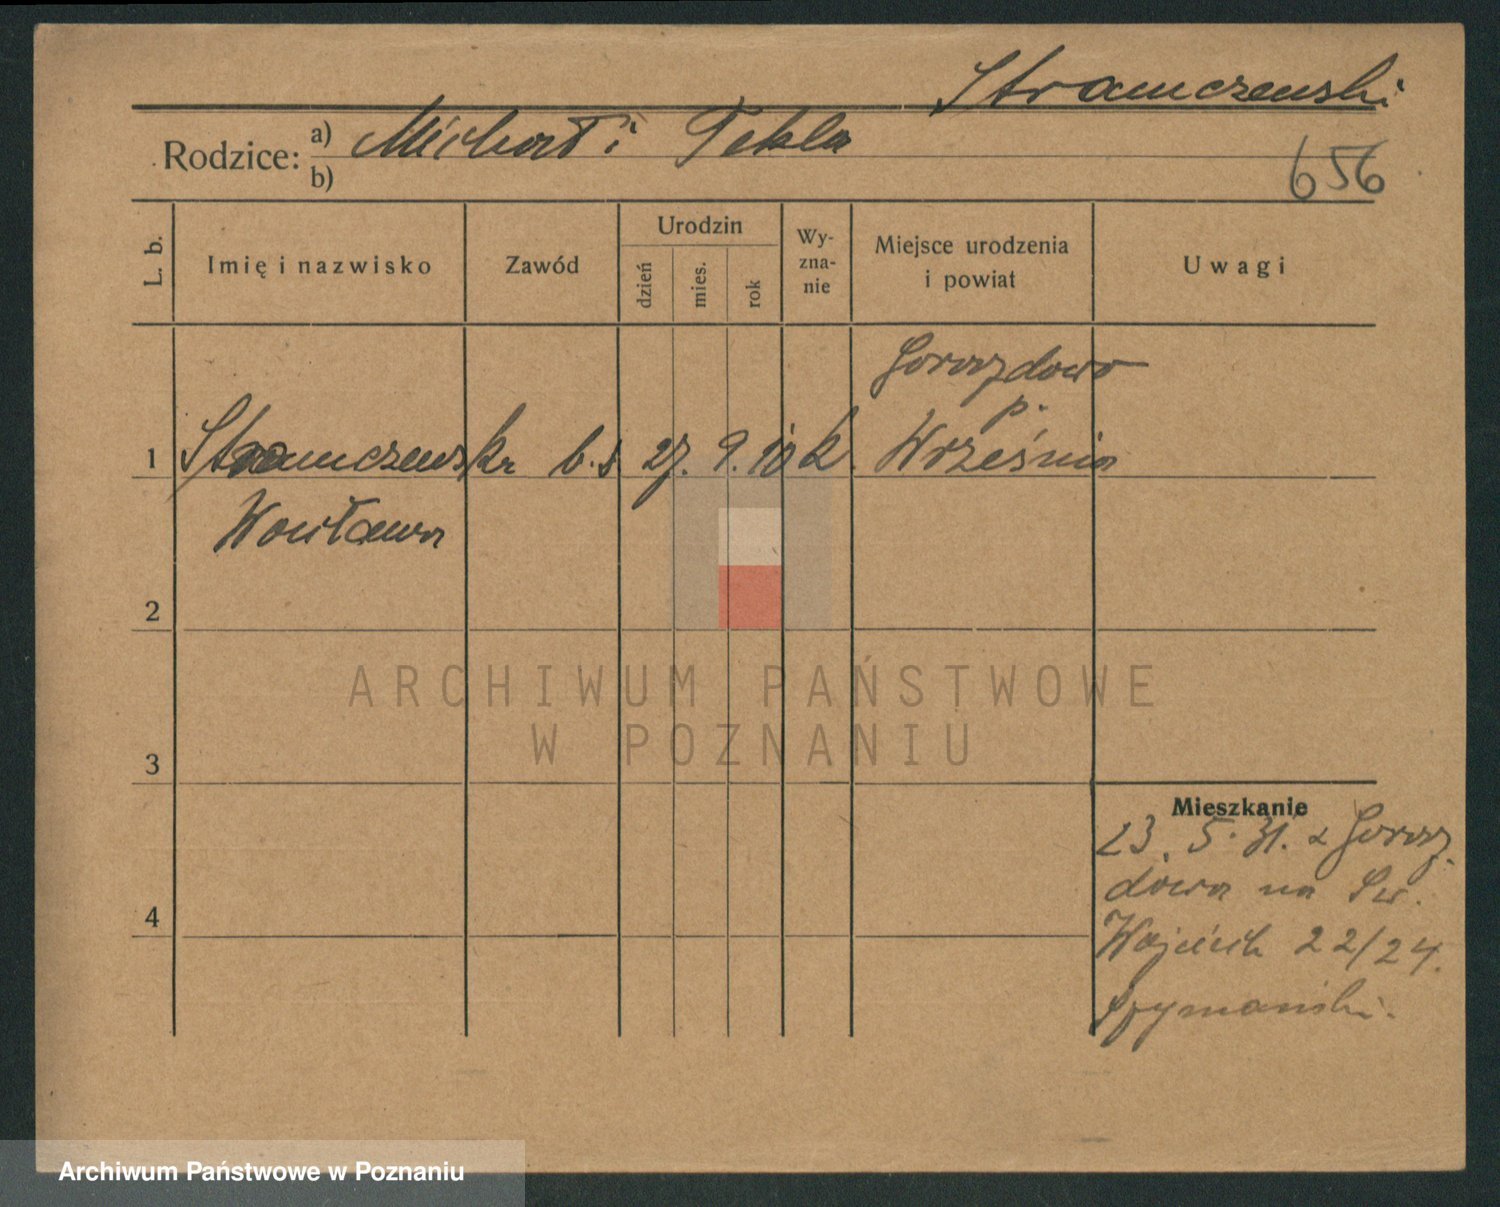 Stramczewski
Rodzice: a) Michał i Tekla
b)
656
L. b.
Imię i nazwisko
Zawód
Urodzin
dzień
mies.
rok
Wy-
zna-
nie
Miejsce urodzenia
i powiat
Uwagi
Gorazdowo
p.
1 Stramczewska b. s. 27. 9. 10 k. Września
Wacława
2
3
4
Mieszkanie
23. 5. 31. z Goraz
dowa na Św.
Wojciech 22/24.
Szymański.
ARCHIWUM PAŃSTWOWE
W POZNANIU
Archiwum Państwowe w Poznaniu